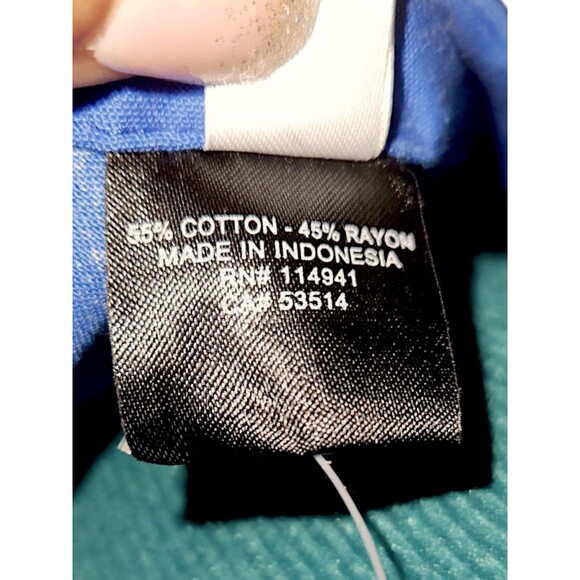 55% COTTON - 45% RAYON
MADE IN INDONESIA
RN# 114941
CA# 53514